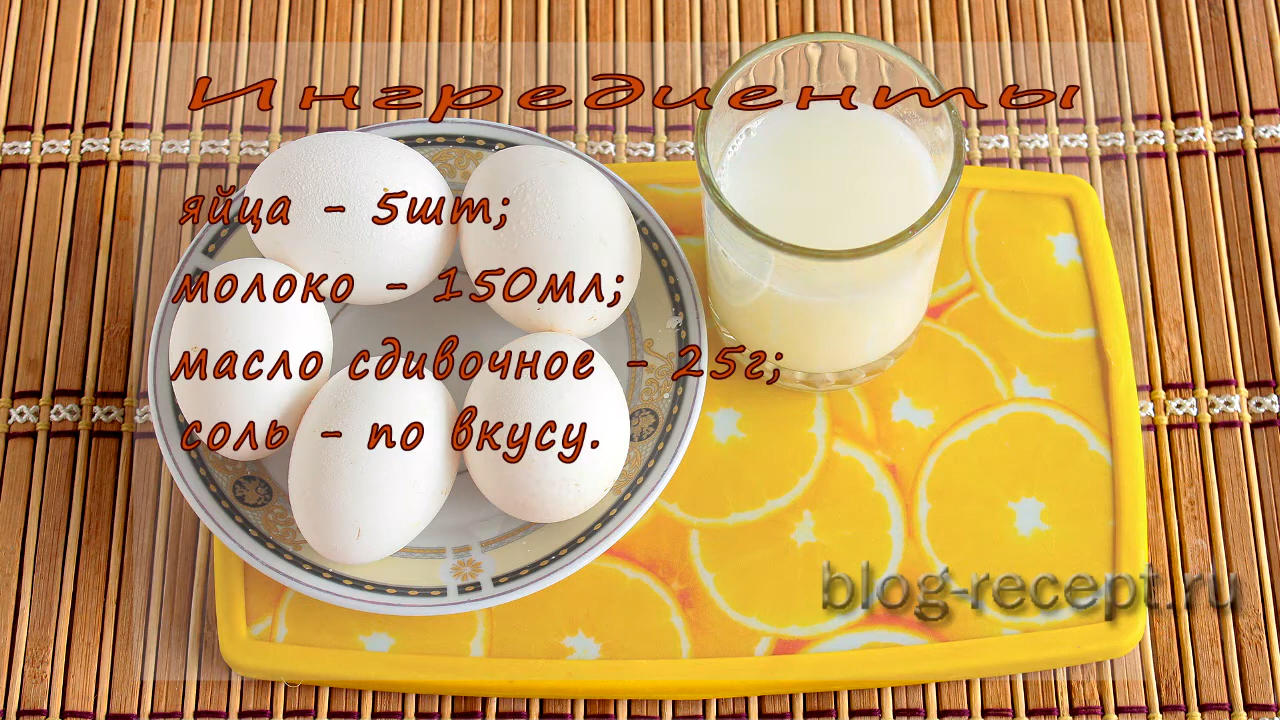 Ингредиенты
яйца - 5шт;
молоко - 150мл;
масло сдивочное - 25г;
соль - по вкусу.
blog-recept.ru